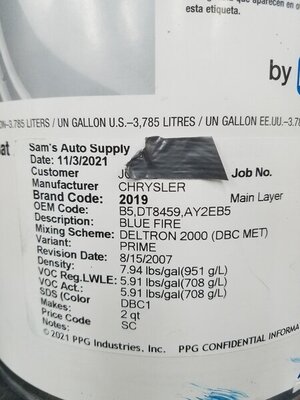 que aparecen en o
esta etiqueta.
by
ON–3.785 LITERS / UN GALLON U.S.–3,785 LITRES / UN GALLON EE.UU.–3
at
Sam's Auto Supply
Date: 11/3/2021
Customer Job No.
Manufacturer CHRYSLER
Brand Code: 2019 Main Layer
OEM Code: B5,DT8459,AY2EB5
Description: BLUE FIRE
Mixing Scheme: DELTRON 2000 (DBC MET)
Variant: PRIME
Revision Date: 8/15/2007
Density: 7.94 lbs/gal(951 g/L)
VOC Reg.LWLE: 5.91 lbs/gal(708 g/L)
VOC Act.: 5.91 lbs/gal(708 g/L)
SDS (Color DBC1
Makes: 2 qt
Price Code SC
Notes:
©2021 PPG Industries, Inc. PPG CONFIDENTIAL INFORMA